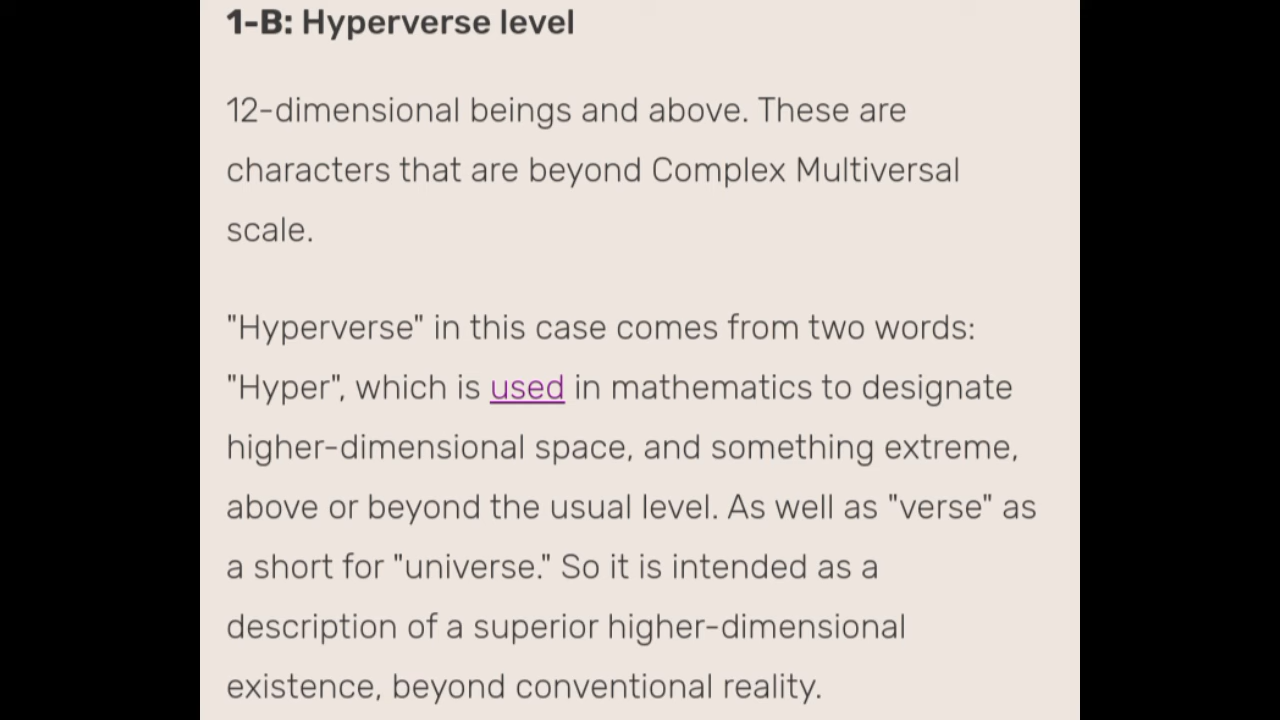 1-B: Hyperverse level
12-dimensional beings and above. These are
characters that are beyond Complex Multiversal
scale.
"Hyperverse" in this case comes from two words:
"Hyper", which is used in mathematics to designate
higher-dimensional space, and something extreme,
above or beyond the usual level. As well as "verse" as
a short for "universe." So it is intended as a
description of a superior higher-dimensional
existence, beyond conventional reality.